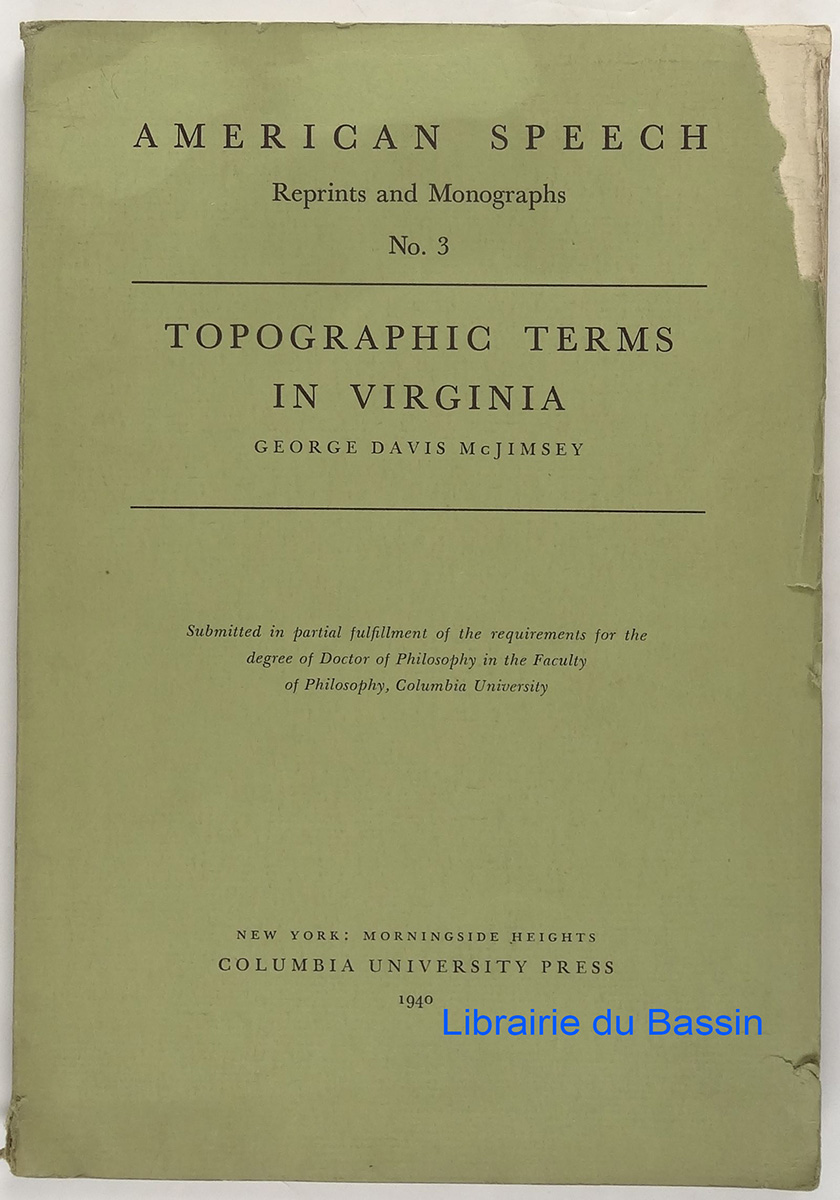 AMERICAN SPEECH
Reprints and Monographs
No. 3
TOPOGRAPHIC TERMS
IN VIRGINIA
GEORGE DAVIS McJIMSEY
Submitted in partial fulfillment of the requirements for the
degree of Doctor of Philosophy in the Faculty
of Philosophy, Columbia University
NEW YORK: MORNINGSIDE HEIGHTS
COLUMBIA UNIVERSITY PRESS
1940
Librairie du Bassin